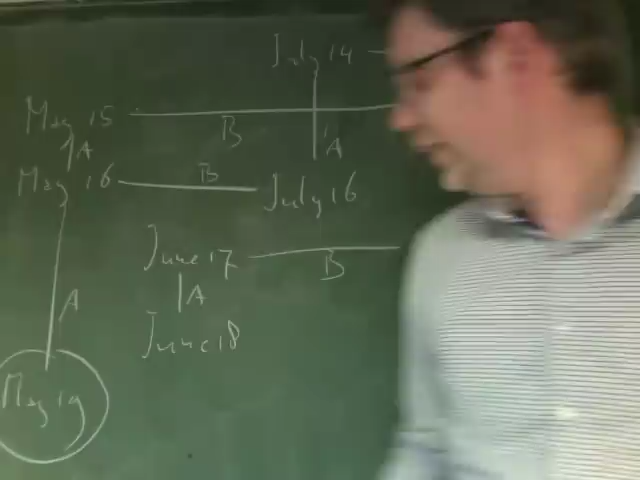 July 14
May 15
B
A
A
May 16
B
July 16
June 17
B
A
A
June 18
May 19